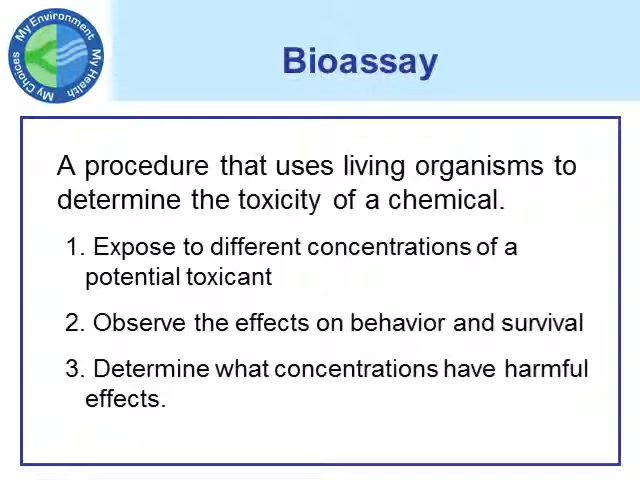 My Environment
My Health
My Choices
Bioassay
A procedure that uses living organisms to
determine the toxicity of a chemical.
1. Expose to different concentrations of a
potential toxicant
2. Observe the effects on behavior and survival
3. Determine what concentrations have harmful
effects.